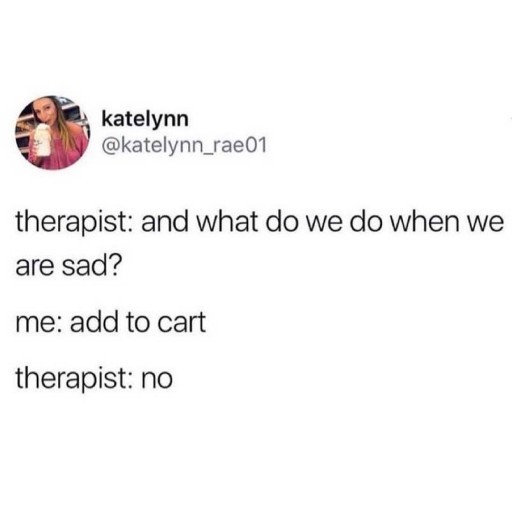 katelynn
@katelynn_rae01
therapist: and what do we do when we
are sad?
me: add to cart
therapist: no